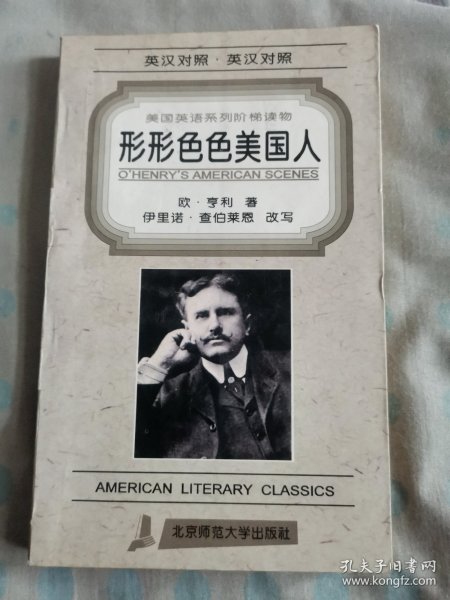 英汉对照·英汉对照
美国英语系列阶梯读物
形形色色美国人
O'HENRY'S AMERICAN SCENES
欧·亨利 著
伊里诺·查伯莱恩 改写
AMERICAN LITERARY CLASSICS
北京师范大学出版社
孔夫子旧书网
www.kongfz.com